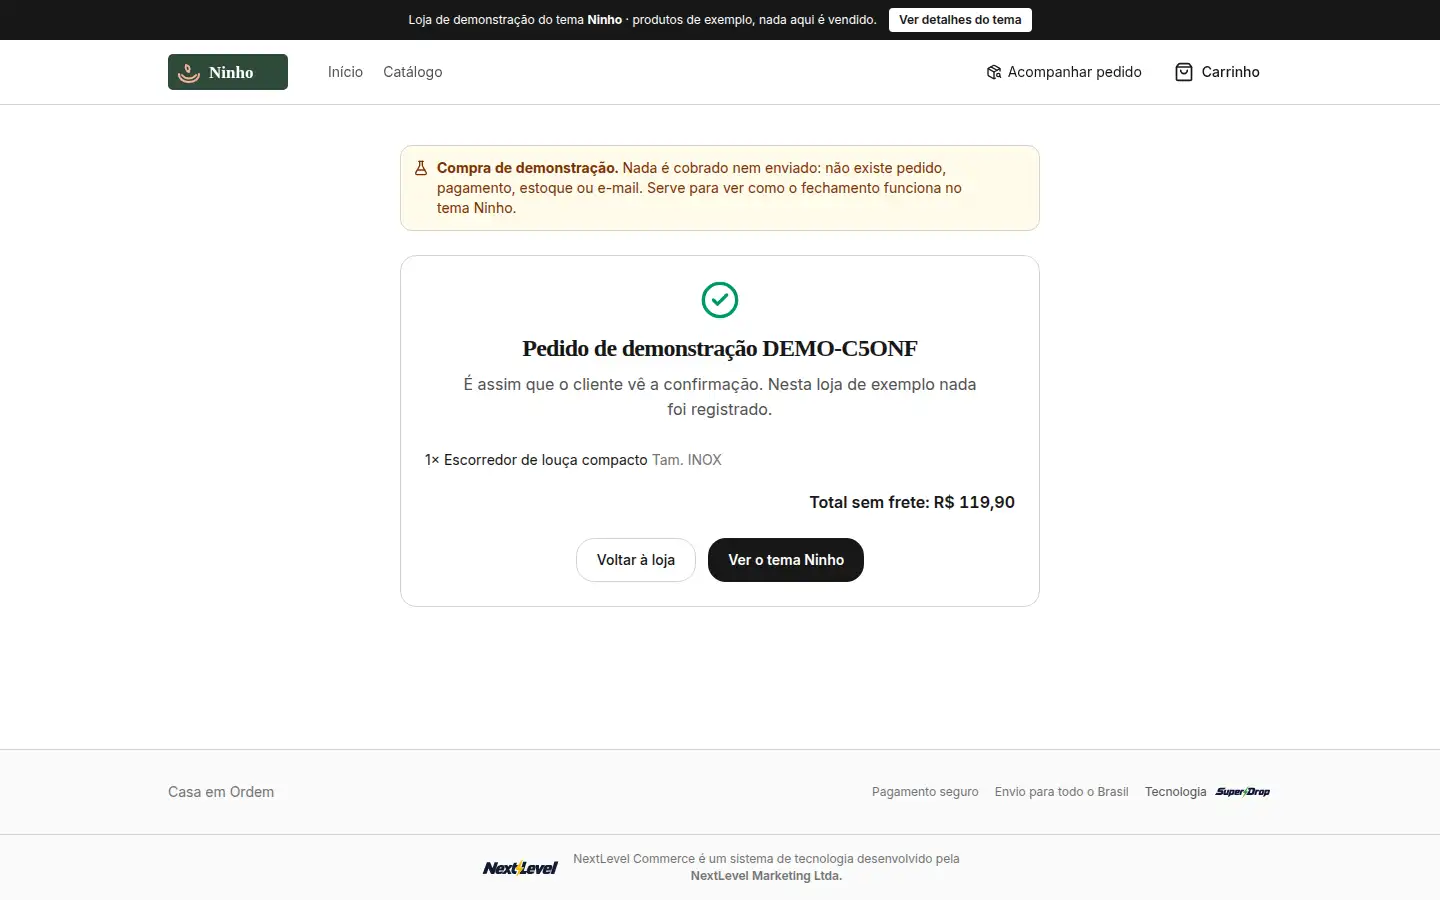 Loja de demonstração do tema Ninho · produtos de exemplo, nada aqui é vendido. Ver detalhes do tema
Ninho Início Catálogo Acompanhar pedido Carrinho
Compra de demonstração. Nada é cobrado nem enviado: não existe pedido,
pagamento, estoque ou e-mail. Serve para ver como o fechamento funciona no
tema Ninho.
Pedido de demonstração DEMO-C5ONF
É assim que o cliente vê a confirmação. Nesta loja de exemplo nada
foi registrado.
1× Escorredor de louça compacto Tam. INOX
Total sem frete: R$ 119,90
Voltar à loja Ver o tema Ninho
Casa em Ordem Pagamento seguro Envio para todo o Brasil Tecnologia SuperDrop
NextLevel NextLevel Commerce é um sistema de tecnologia desenvolvido pela
NextLevel Marketing Ltda.